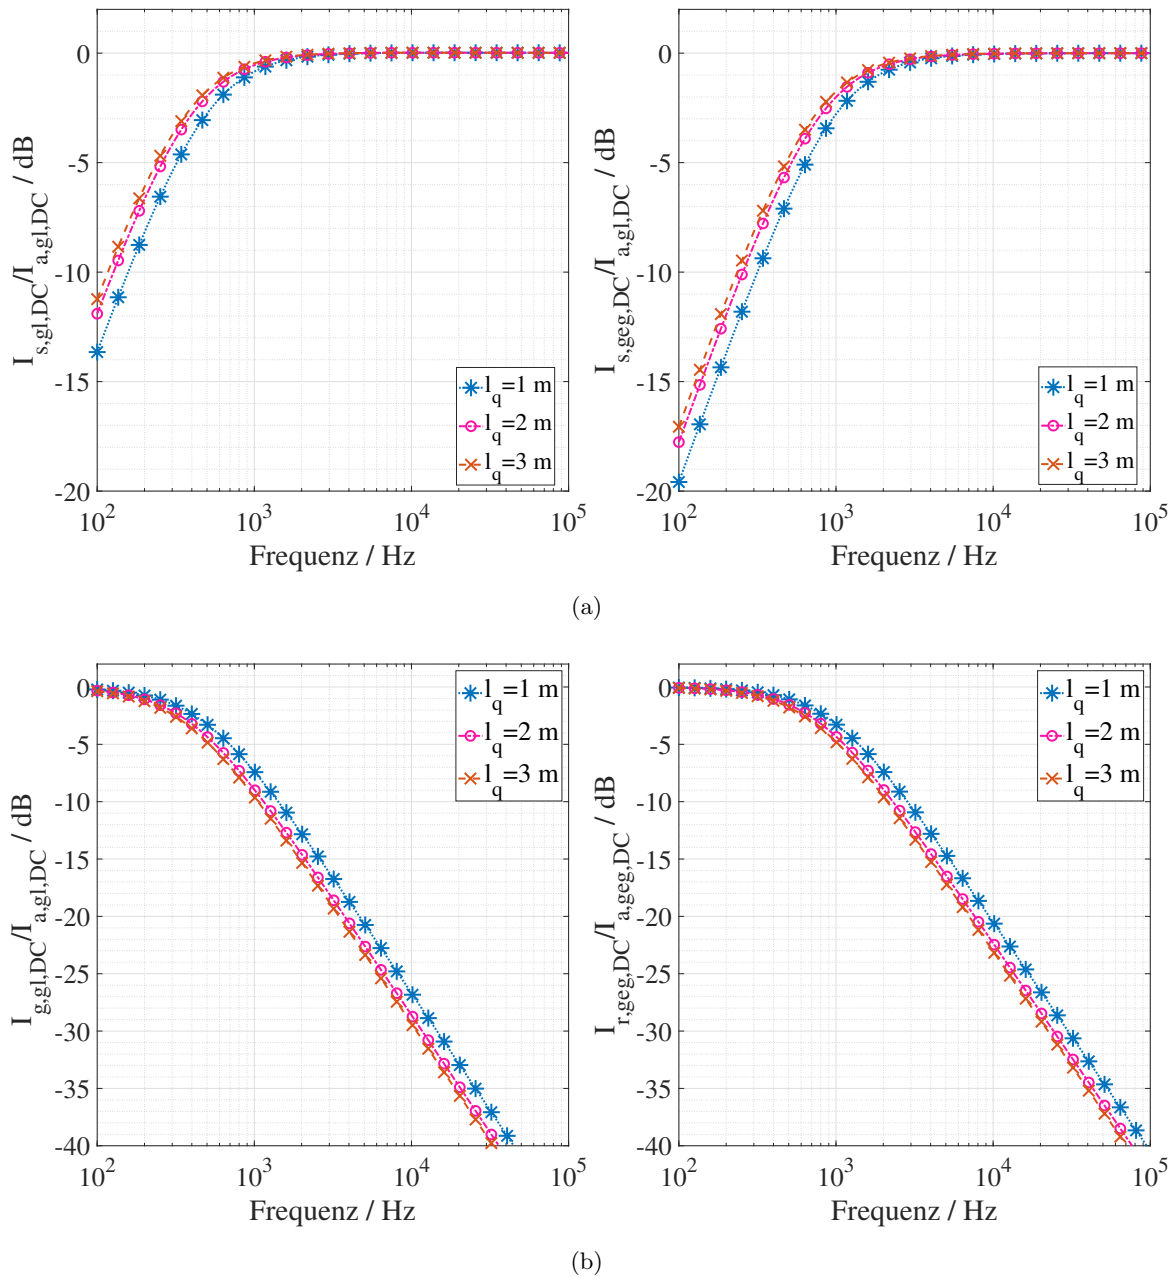 I_s,gl,DC/I_a,gl,DC / dB
0
-5
-10
-15
-20
10^2 10^3 10^4 10^5
Frequenz / Hz
l_q=1 m
l_q=2 m
l_q=3 m
I_s,geg,DC/I_a,gl,DC / dB
0
-5
-10
-15
-20
10^2 10^3 10^4 10^5
Frequenz / Hz
l_q=1 m
l_q=2 m
l_q=3 m
(a)
I_g,gl,DC/I_a,gl,DC / dB
0
-5
-10
-15
-20
-25
-30
-35
-40
10^2 10^3 10^4 10^5
Frequenz / Hz
l_q=1 m
l_q=2 m
l_q=3 m
I_r,geg,DC/I_a,geg,DC / dB
0
-5
-10
-15
-20
-25
-30
-35
-40
10^2 10^3 10^4 10^5
Frequenz / Hz
l_q=1 m
l_q=2 m
l_q=3 m
(b)